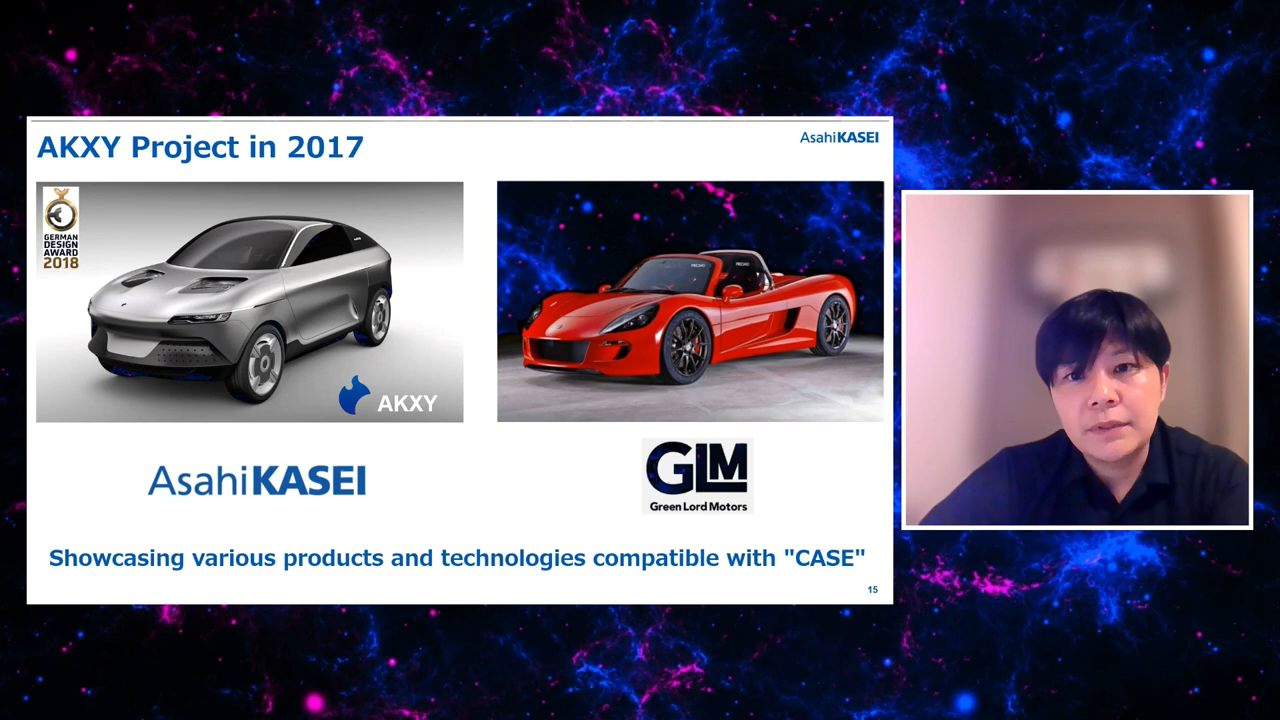 AKXY Project in 2017
AsahiKASEI
GERMAN
DESIGN
AWARD
2018
AKXY
AsahiKASEI
GLM
Green Lord Motors
Showcasing various products and technologies compatible with "CASE"
15